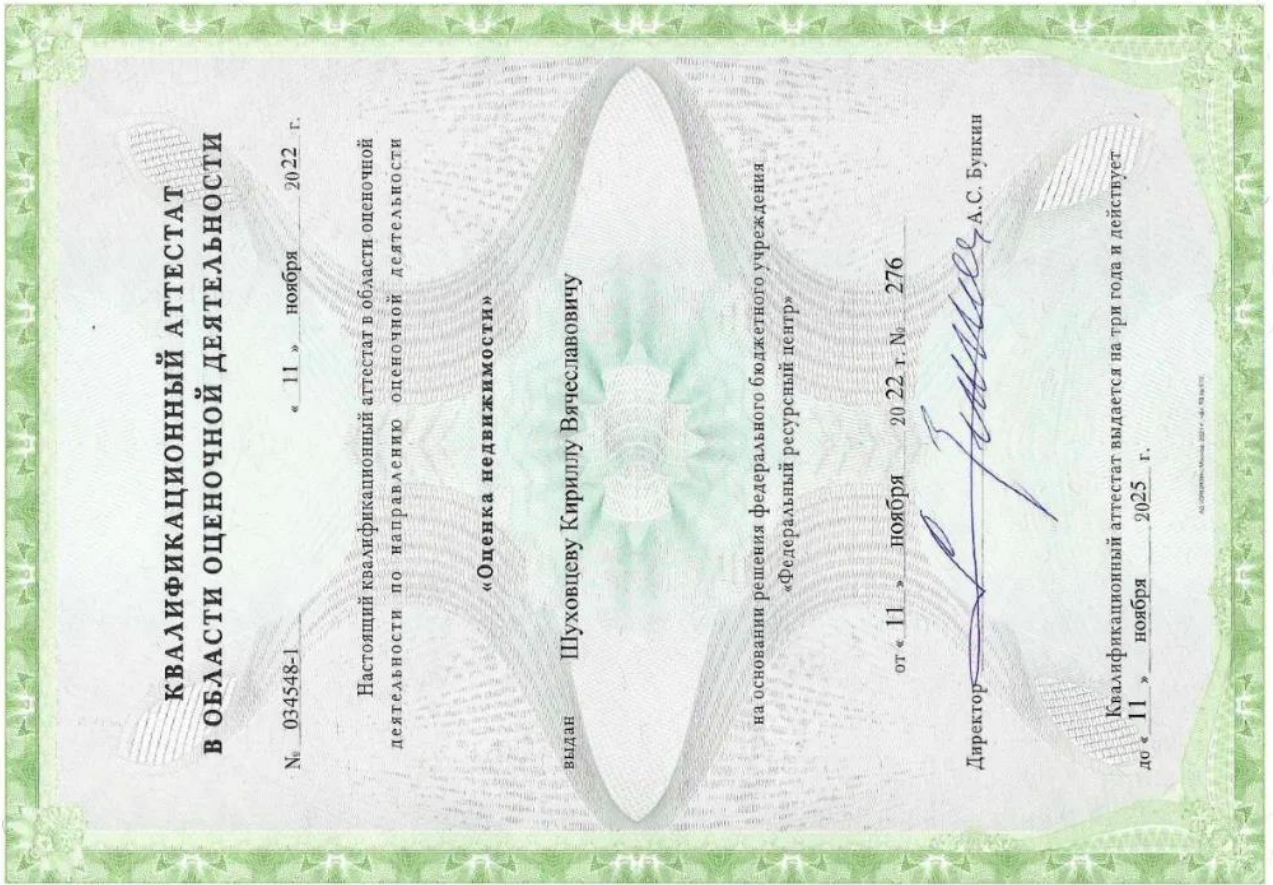 КВАЛИФИКАЦИОННЫЙ АТТЕСТАТ
В ОБЛАСТИ ОЦЕНОЧНОЙ ДЕЯТЕЛЬНОСТИ
№ 034548-1 « 11 » ноября 2022 г.
Настоящий квалификационный аттестат в области оценочной
деятельности по направлению оценочной деятельности
«Оценка недвижимости»
выдан Шуховцеву Кириллу Вячеславовичу
на основании решения федерального бюджетного учреждения
«Федеральный ресурсный центр»
от « 11 » ноября 20 22 г. № 276
Директор А.С. Бункин
Квалификационный аттестат выдается на три года и действует
до « 11 » ноября 2025 г.